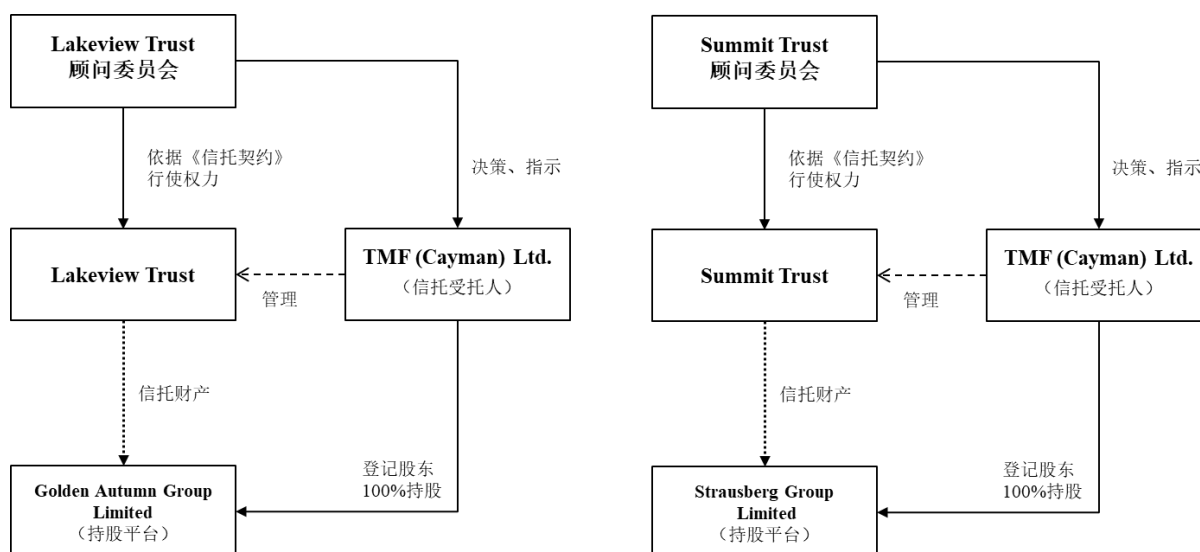 Lakeview Trust
顾问委员会
依据《信托契约》
行使权力
决策、指示
Lakeview Trust
TMF (Cayman) Ltd.
（信托受托人）
管理
信托财产
登记股东
100%持股
Golden Autumn Group
Limited
（持股平台）
Summit Trust
顾问委员会
依据《信托契约》
行使权力
决策、指示
Summit Trust
TMF (Cayman) Ltd.
（信托受托人）
管理
信托财产
登记股东
100%持股
Strausberg Group
Limited
（持股平台）